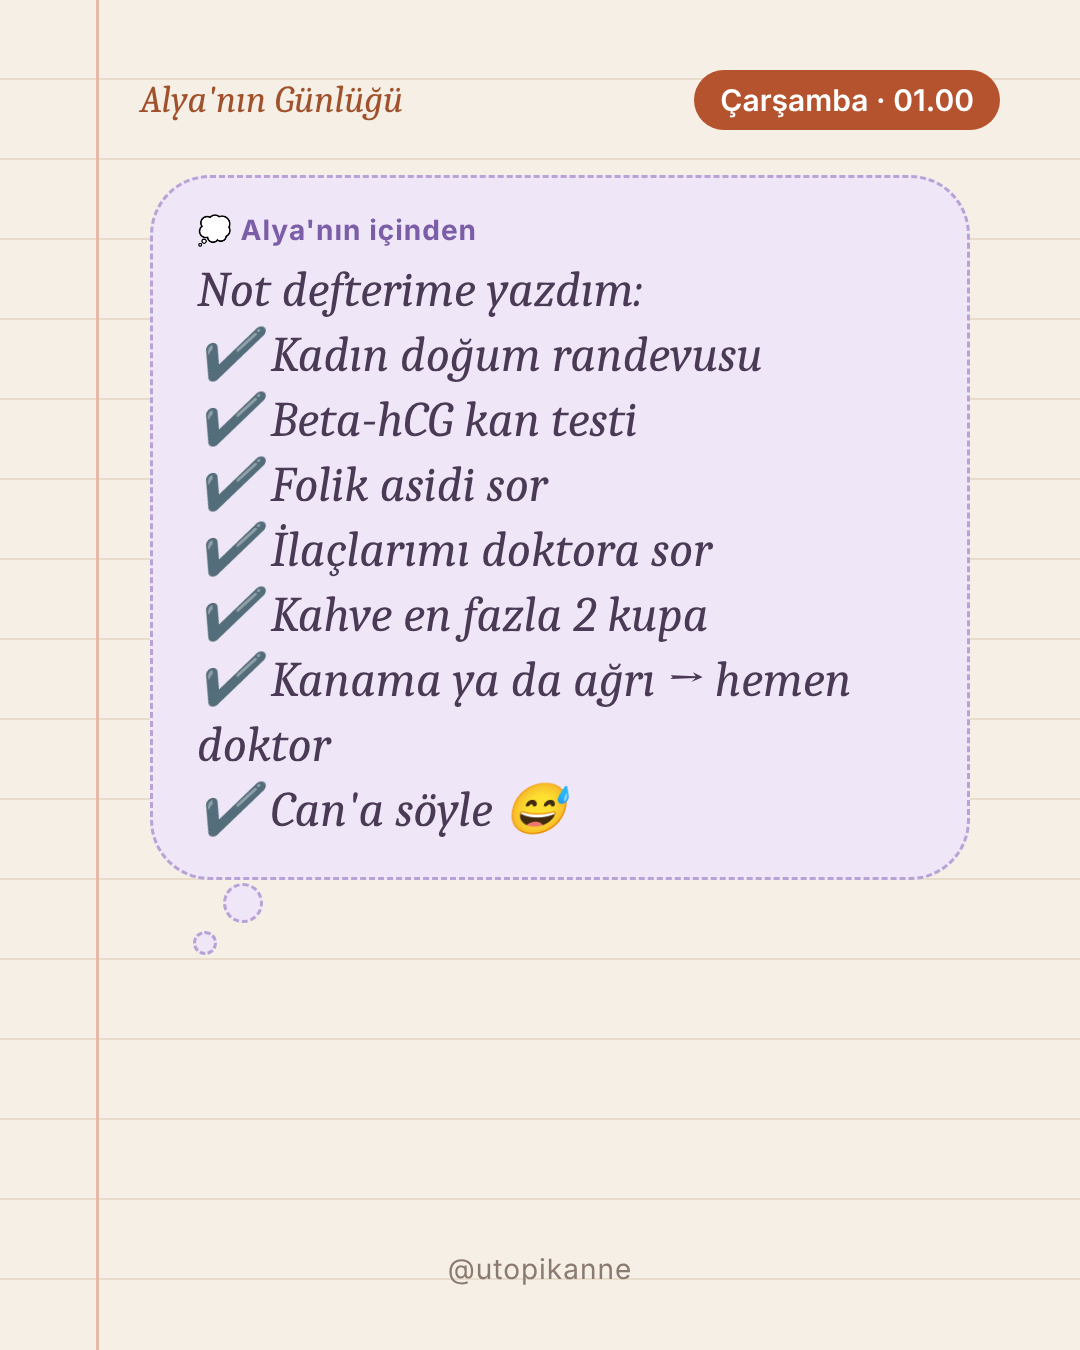 Alya'nın Günlüğü
Çarşamba · 01.00
💭 Alya'nın içinden
Not defterime yazdım:
✔️ Kadın doğum randevusu
✔️ Beta-hCG kan testi
✔️ Folik asidi sor
✔️ İlaçlarımı doktora sor
✔️ Kahve en fazla 2 kupa
✔️ Kanama ya da ağrı → hemen
doktor
✔️ Can'a söyle 😅
@utopikanne